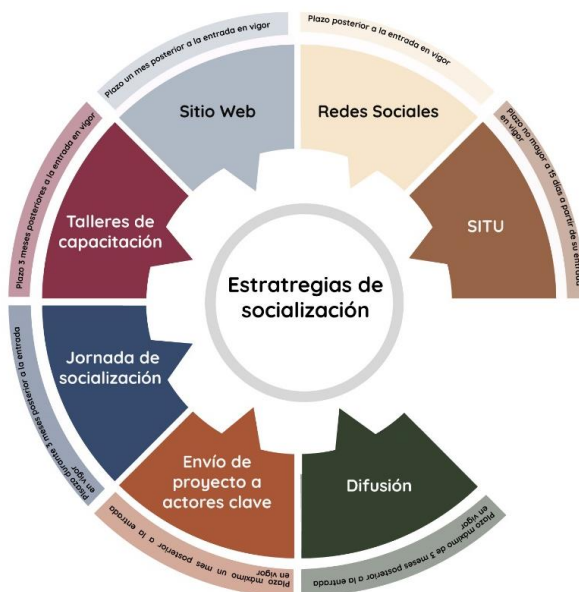 Estratregias de
socialización
Plazo posterior a la entrada en vigor
Redes Sociales
Plazo no mayor a 15 días a partir de su entrada
en vigor
SITU
Plazo máximo de 3 meses posterior a la entrada
en vigor
Difusión
Plazo máximo un mes posterior a la entrada
en vigor
Envío de
proyecto a
actores clave
Plsazo durante 3 meses posterior a la entrada
en vigor
Jornada de
socialización
Plazo 3 meses posteriores a la entrada en vigor
Talleres de
capacitación
Plazo un mes posterior a la entrada en vigor
Sitio Web